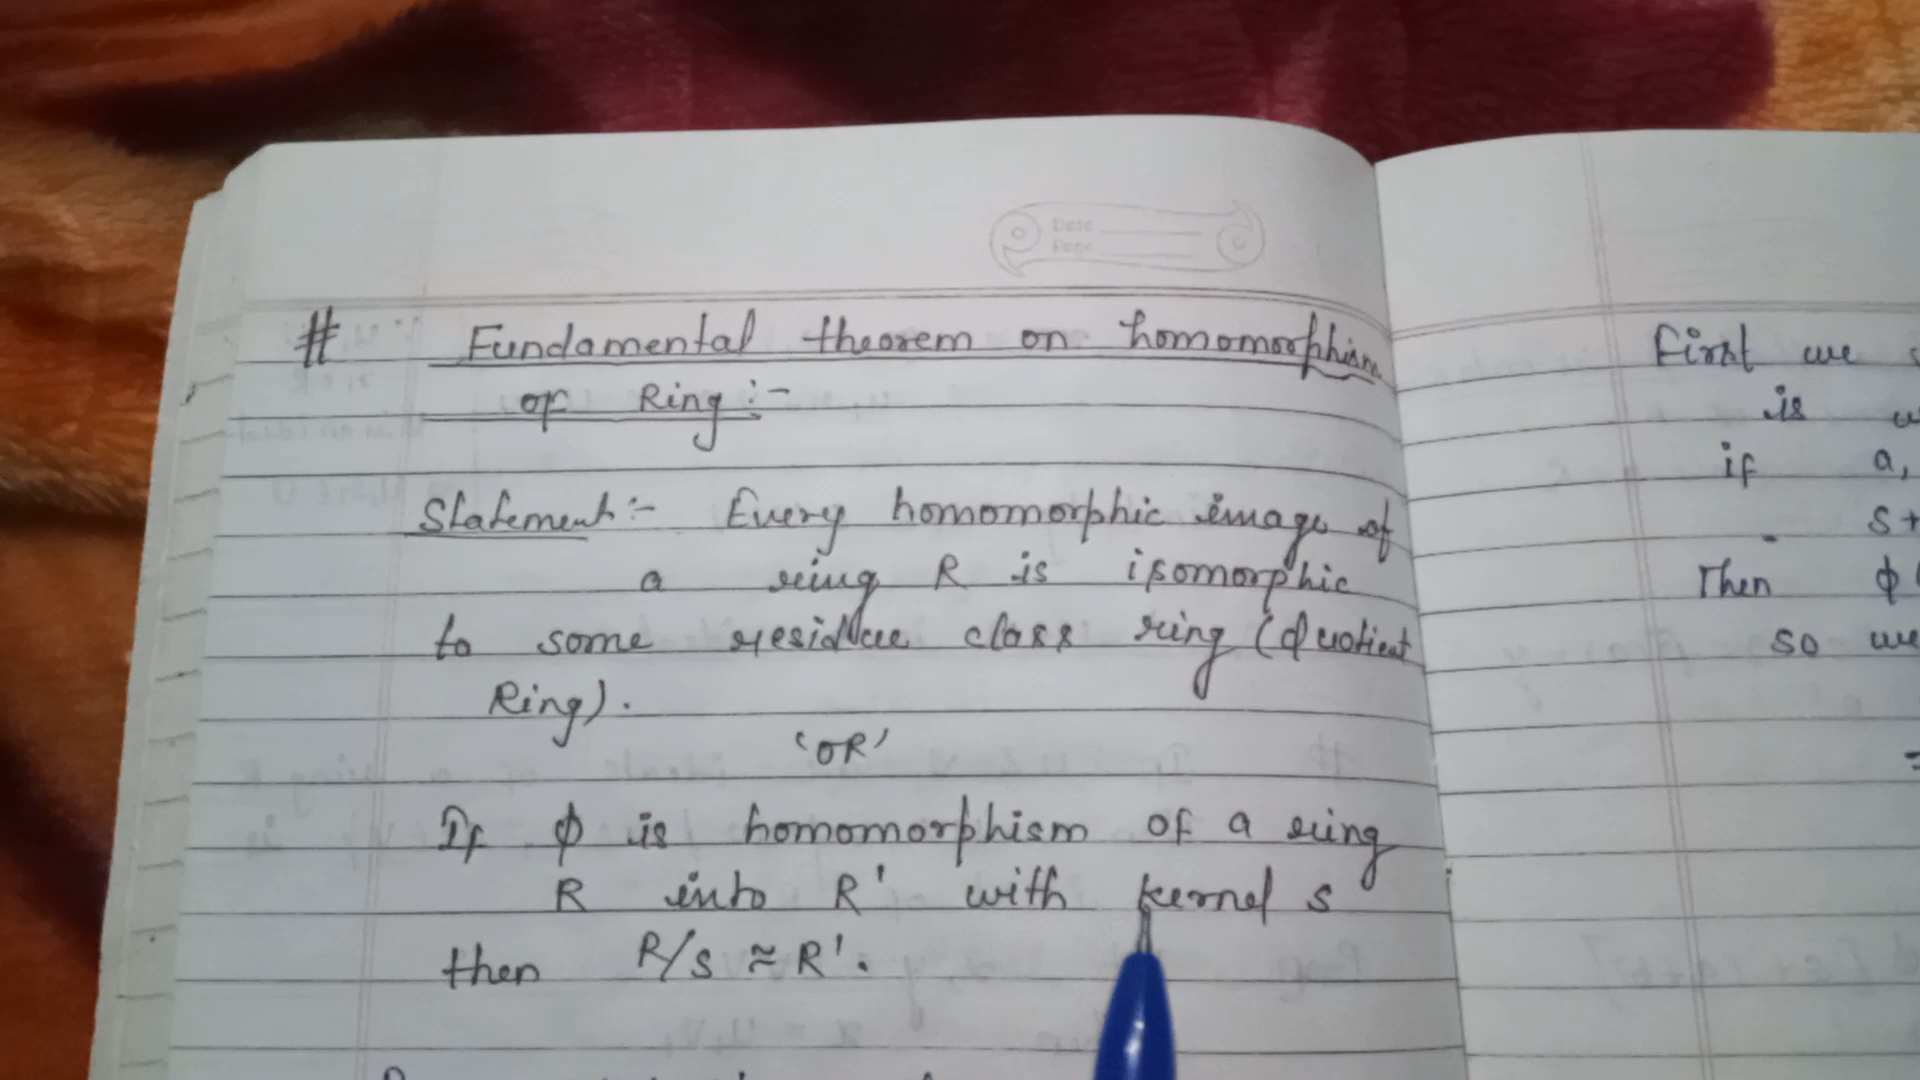 Date
Page
# Fundamental theorem on homomorphism
of Ring :-
Statement :- Every homomorphic image of
a ring R is isomorphic
to some residue class ring (Quotient
Ring).
'OR'
If ϕ is homomorphism of a ring
R into R' with kernel s
then R/s ≈ R'.
First we
is
if a,
s+
Then ϕ(
so we
=